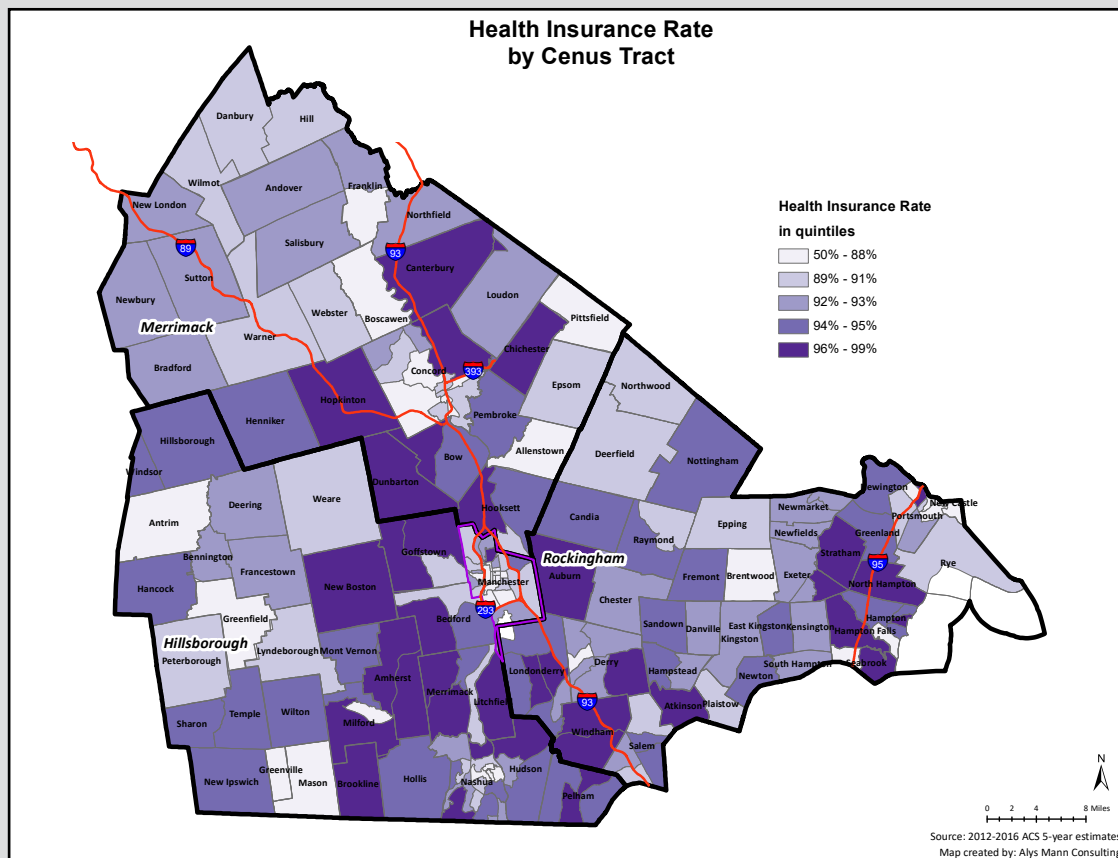 Health Insurance Rate
by Cenus Tract
Health Insurance Rate
in quintiles
50% - 88%
89% - 91%
92% - 93%
94% - 95%
96% - 99%
Danbury
Hill
Wilmot
Andover
Franklin
New London
Northfield
89
93
Salisbury
Sutton
Canterbury
Newbury
Loudon
Merrimack
Webster
Boscawen
Pittsfield
Warner
Chichester
Bradford
Concord
393
Epsom
Northwood
Hopkinton
Henniker
Pembroke
Hillsborough
Allenstown
Deerfield
Bow
Nottingham
Windsor
Dunbarton
Weare
Deering
Hooksett
Antrim
Candia
Newington
New Castle
Portsmouth
Newmarket
Epping
Raymond
Newfields
Greenland
Goffstown
Rockingham
Stratham
95
Rye
Bennington
Francestown
Manchester
Auburn
Fremont
Brentwood
Exeter
North Hampton
Hancock
New Boston
Chester
293
Greenfield
Bedford
Sandown
Danville
East Kingston
Kingston
Kensington
Hampton
Hampton Falls
Hillsborough
Peterborough
Lyndeborough
Mont Vernon
Derry
Londonderry
Hampstead
South Hampton
Seabrook
Newton
Amherst
Merrimack
Litchfield
93
Atkinson
Plaistow
Sharon
Temple
Wilton
Milford
Windham
Salem
Greenville
New Ipswich
Mason
Brookline
Hollis
Nashua
Hudson
Pelham
N
0 2 4 8 Miles
Source: 2012-2016 ACS 5-year estimates
Map created by: Alys Mann Consulting